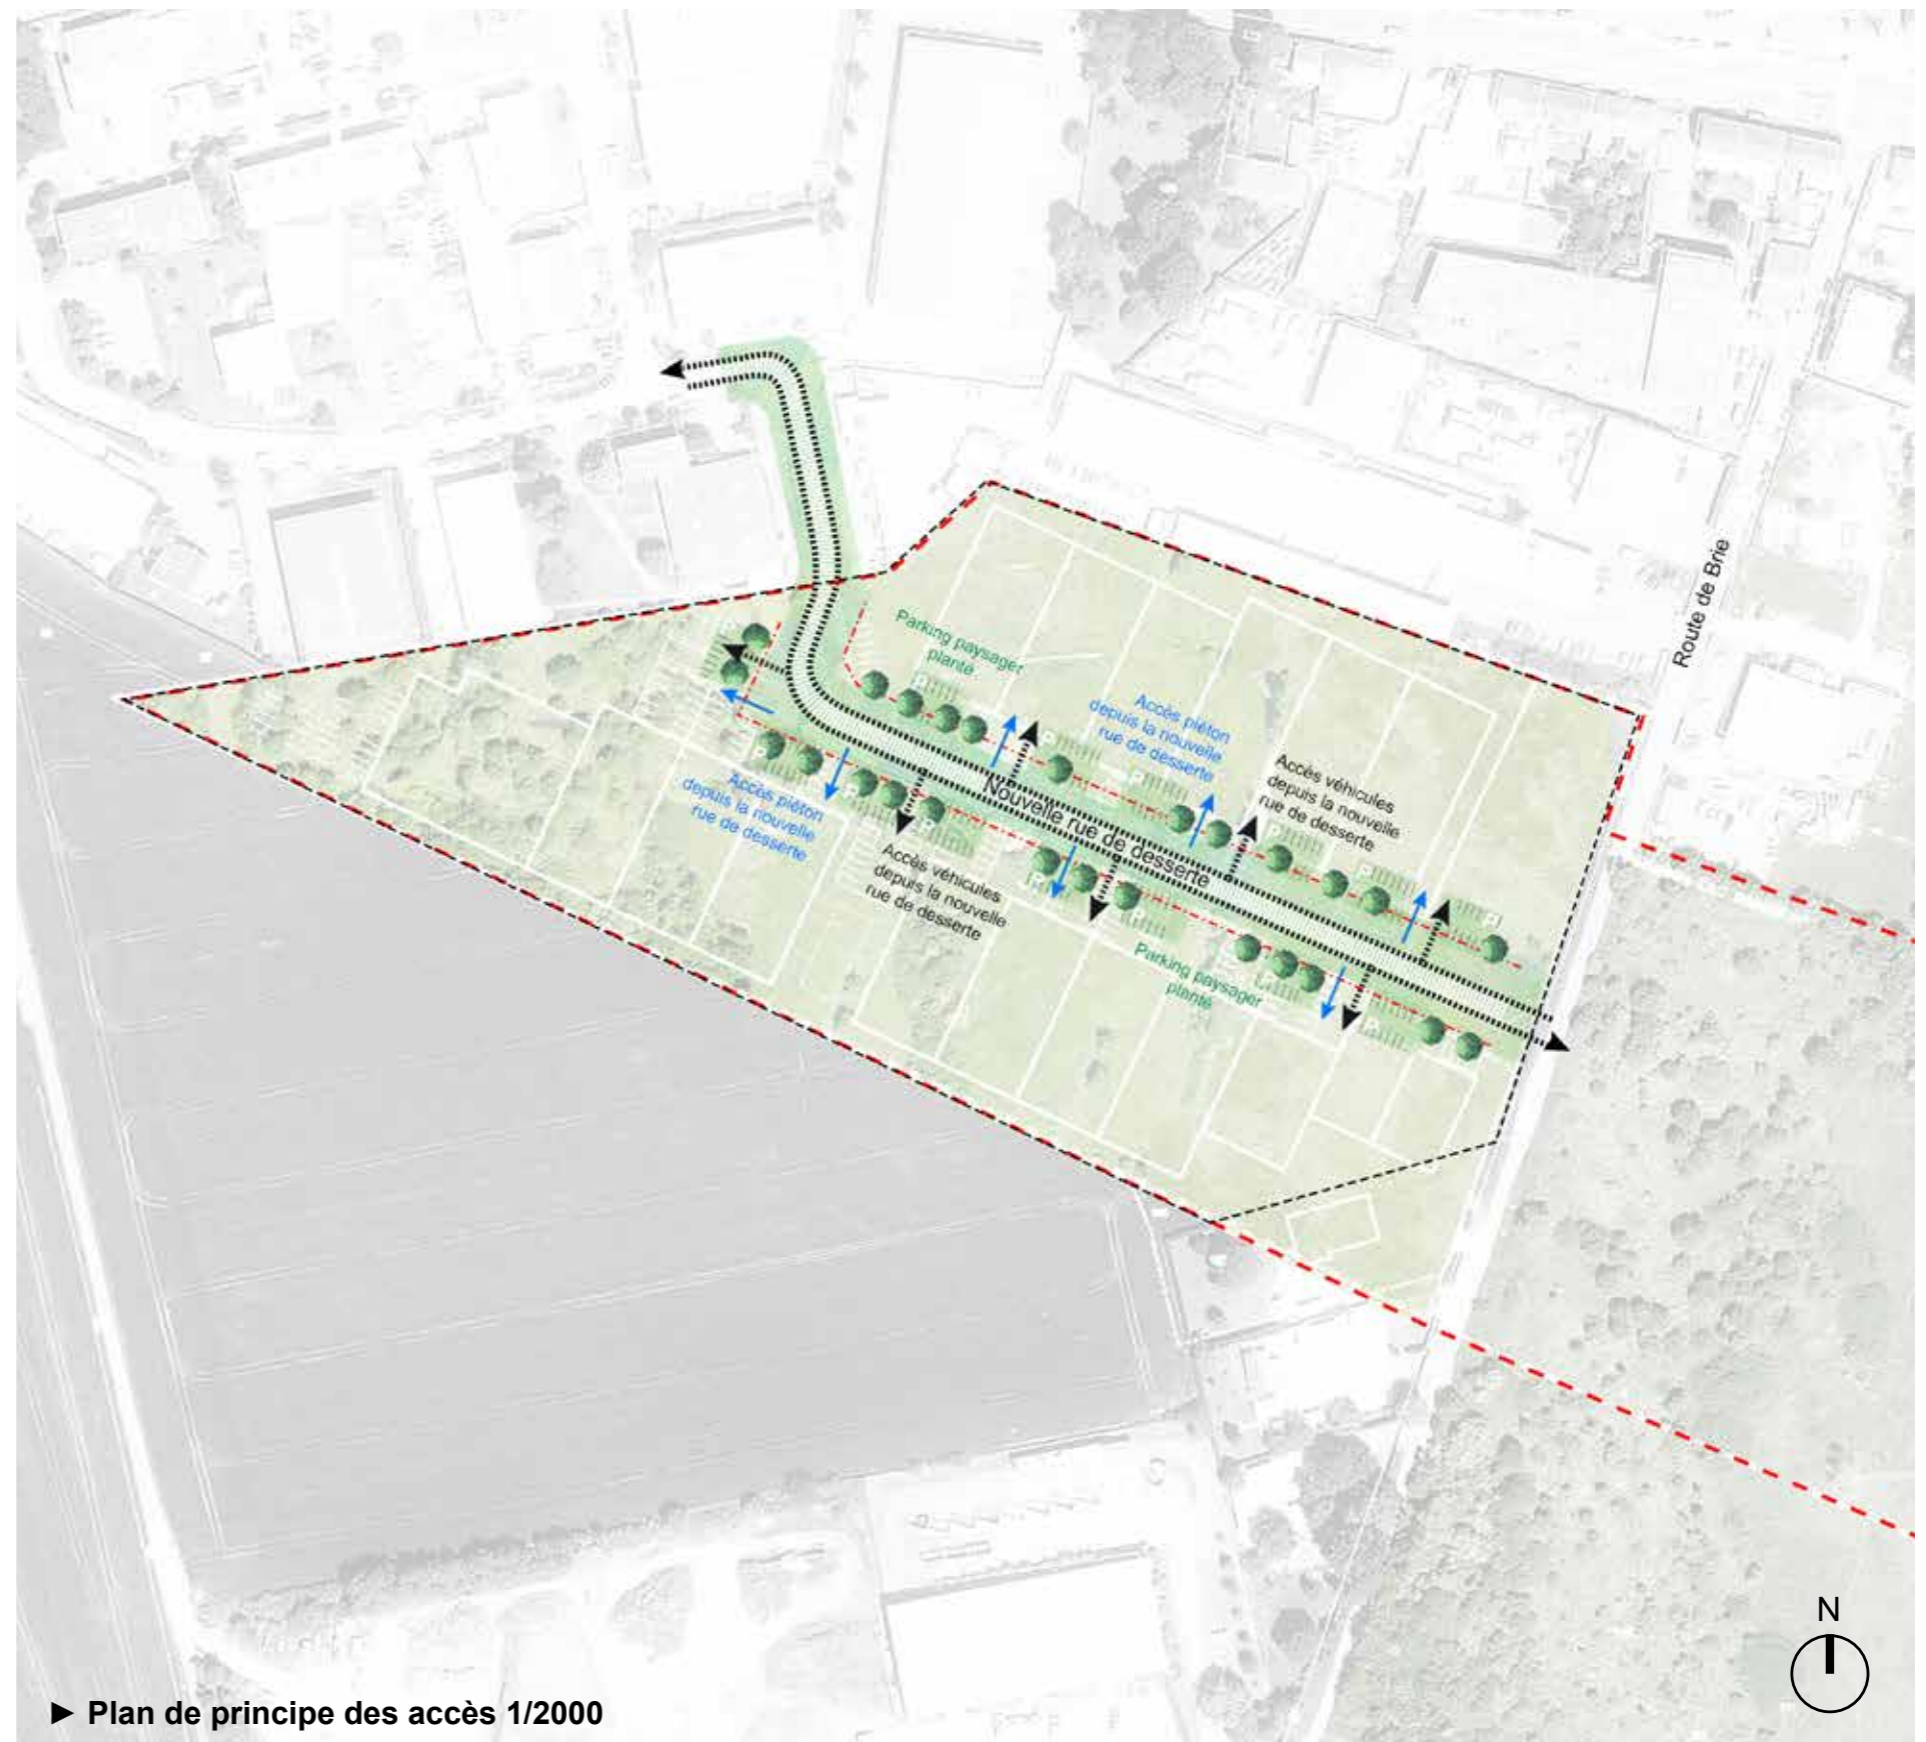 Route de Brie
Parking paysager
planté
Accès piéton
depuis la nouvelle
rue de desserte
Accès véhicules
depuis la nouvelle
rue de desserte
Nouvelle rue de desserte
Accès piéton
depuis la nouvelle
rue de desserte
Accès véhicules
depuis la nouvelle
rue de desserte
Parking paysager
planté
N
► Plan de principe des accès 1/2000